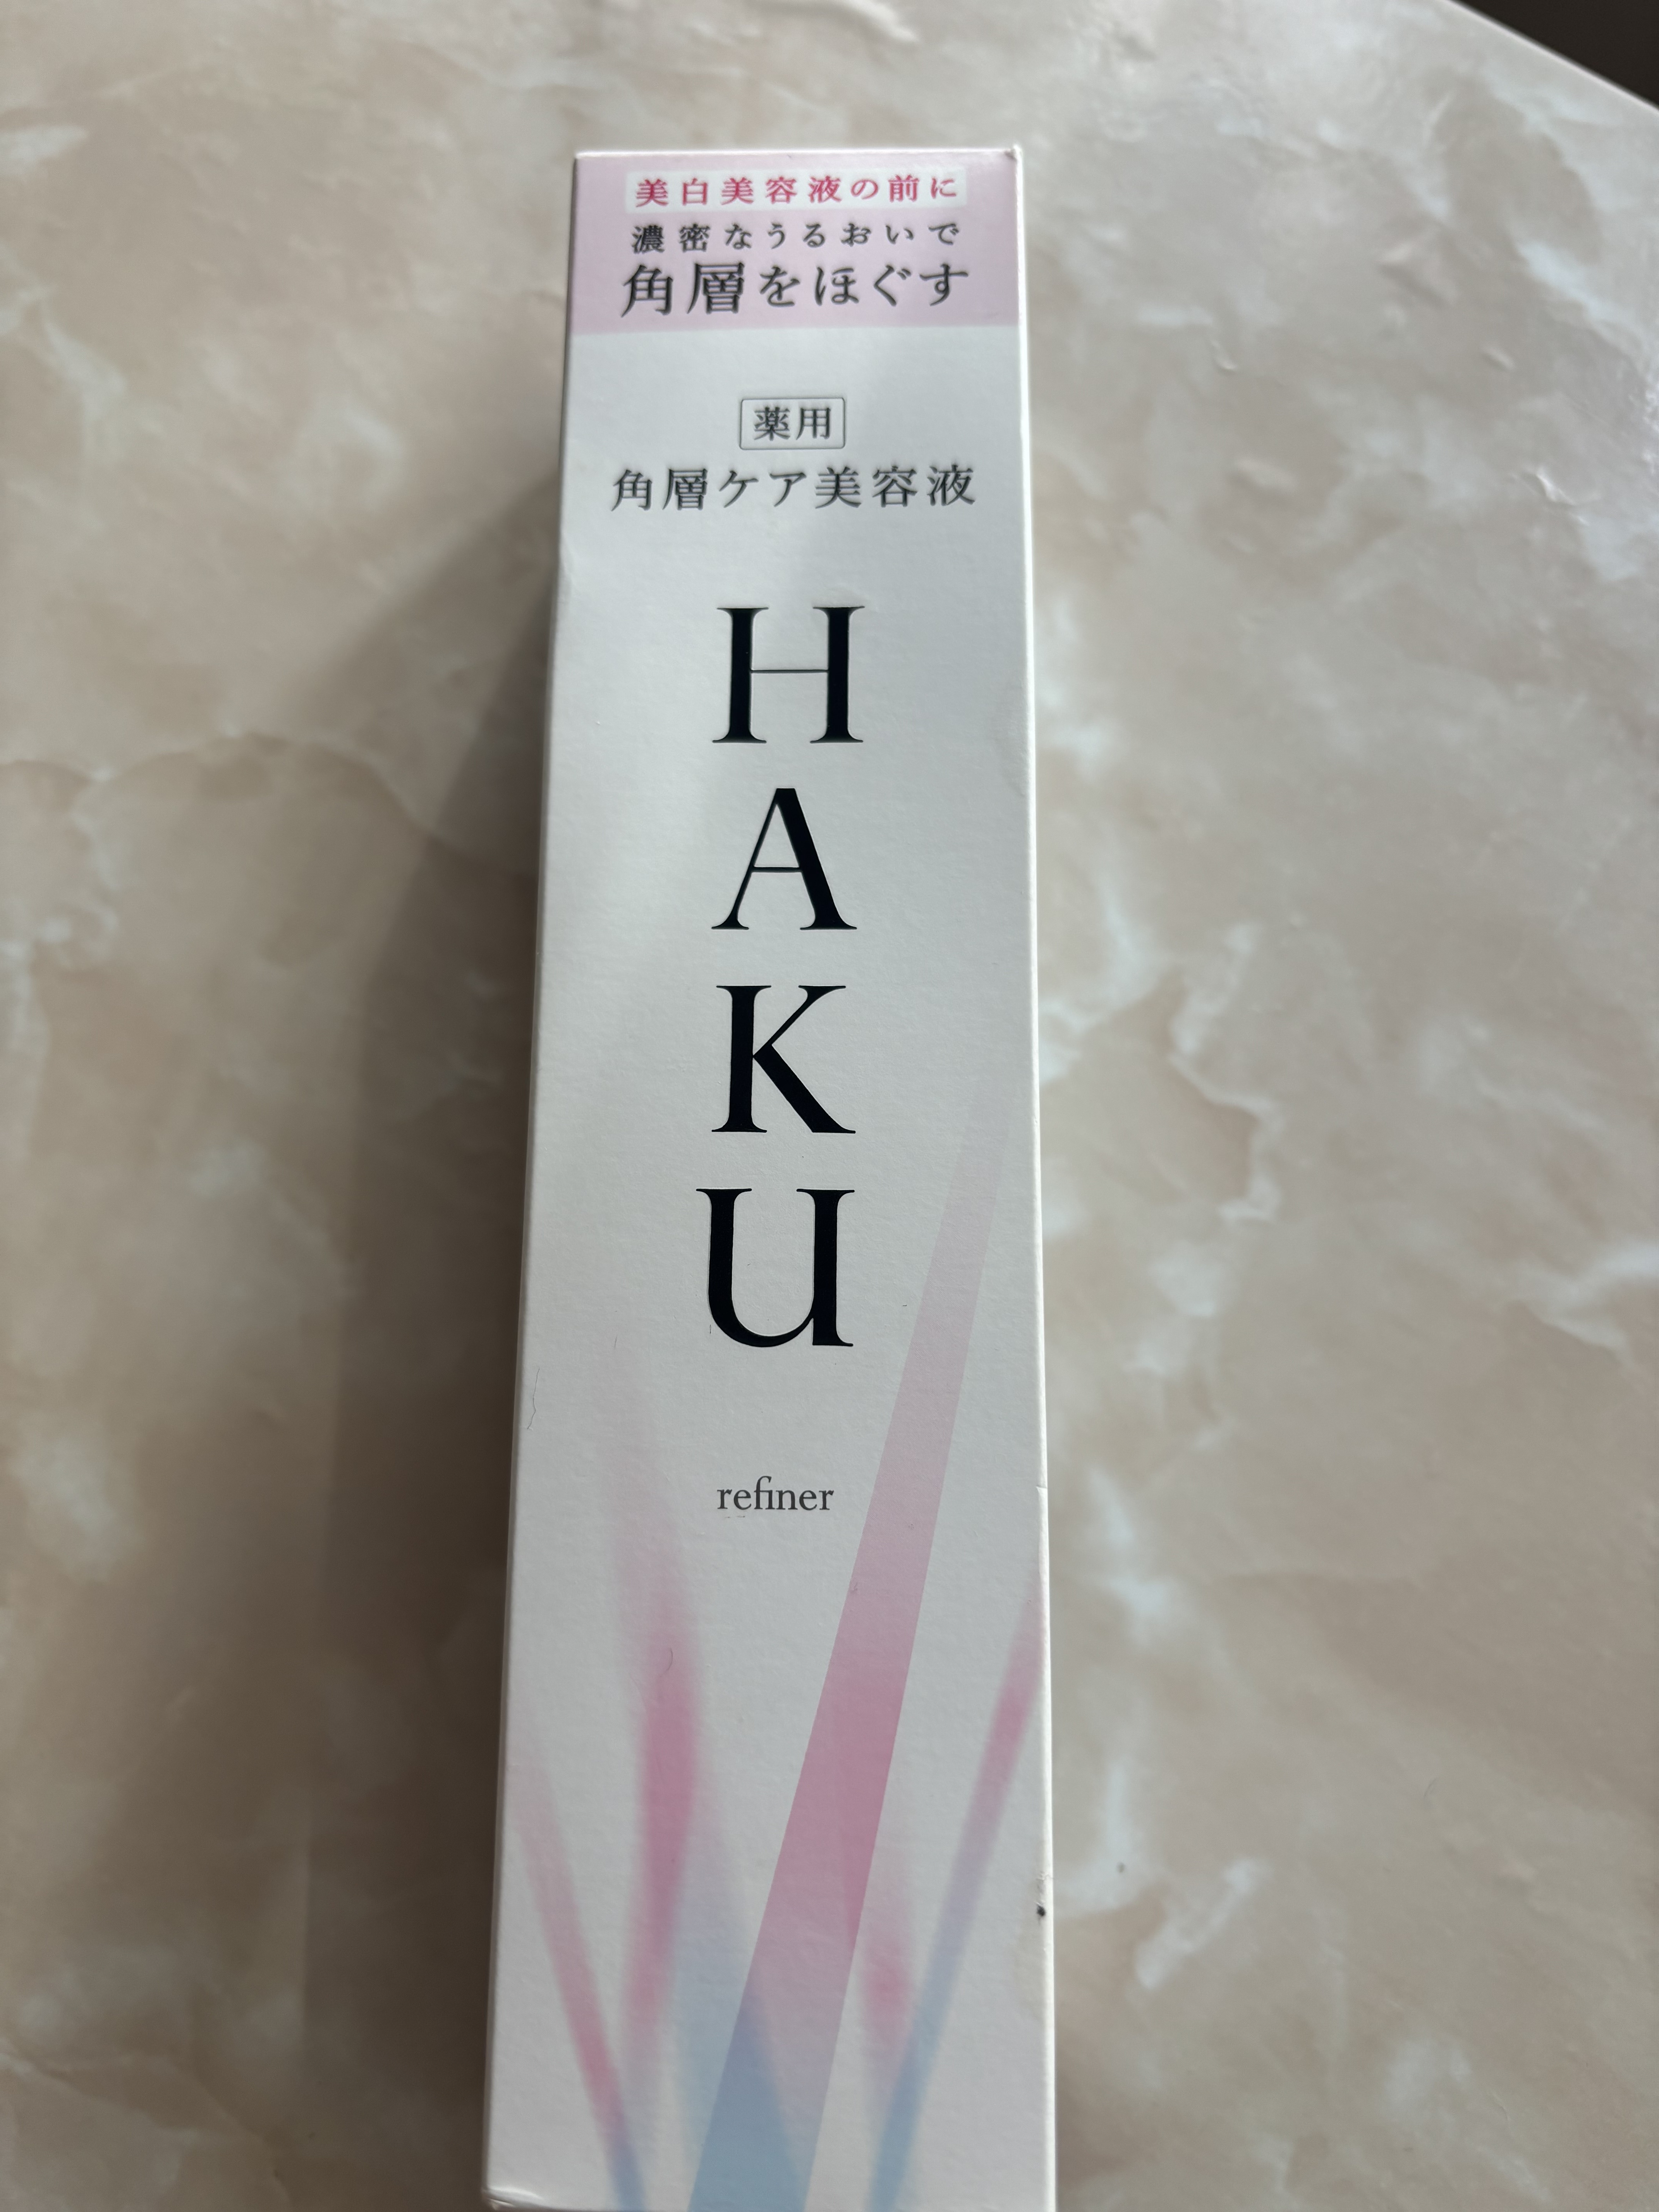 美白美容液の前に
濃密なうるおいで
角層をほぐす
薬用
角層ケア美容液
HAKU
refiner